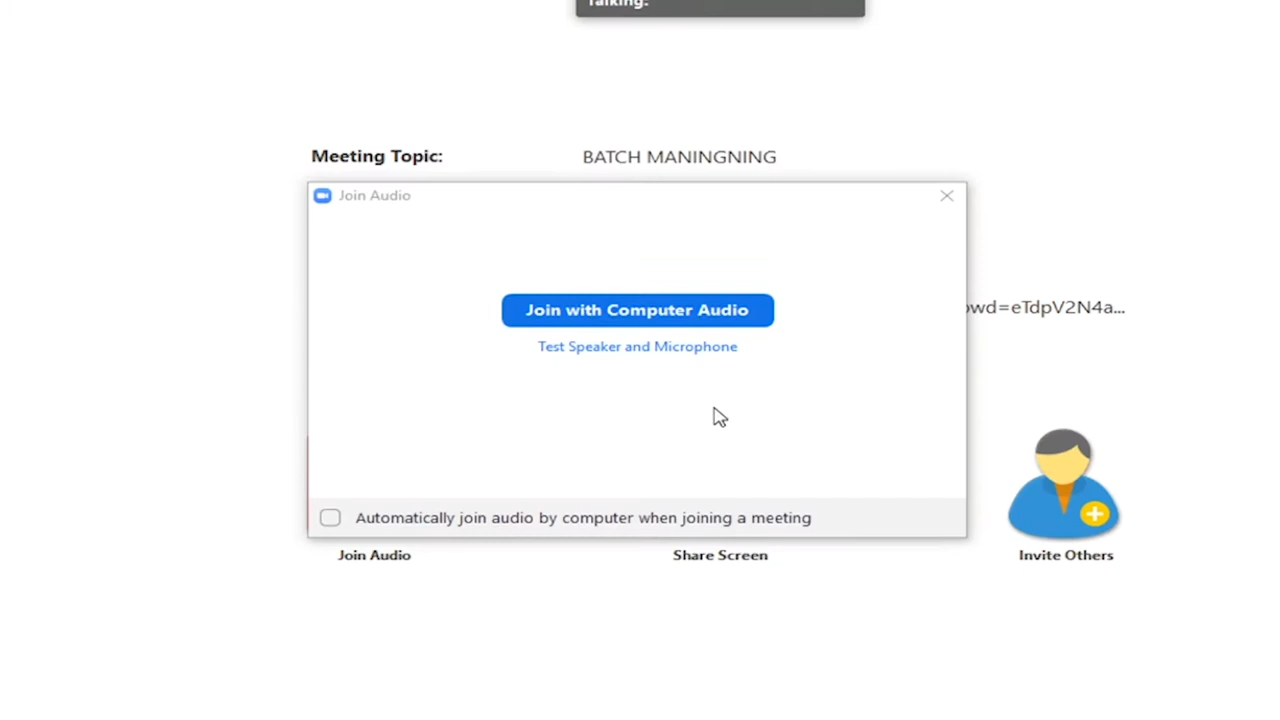 Talking:
Meeting Topic: BATCH MANINGNING
Join Audio
Join with Computer Audio
owd=eTdpV2N4a...
Test Speaker and Microphone
Automatically join audio by computer when joining a meeting
Join Audio Share Screen Invite Others